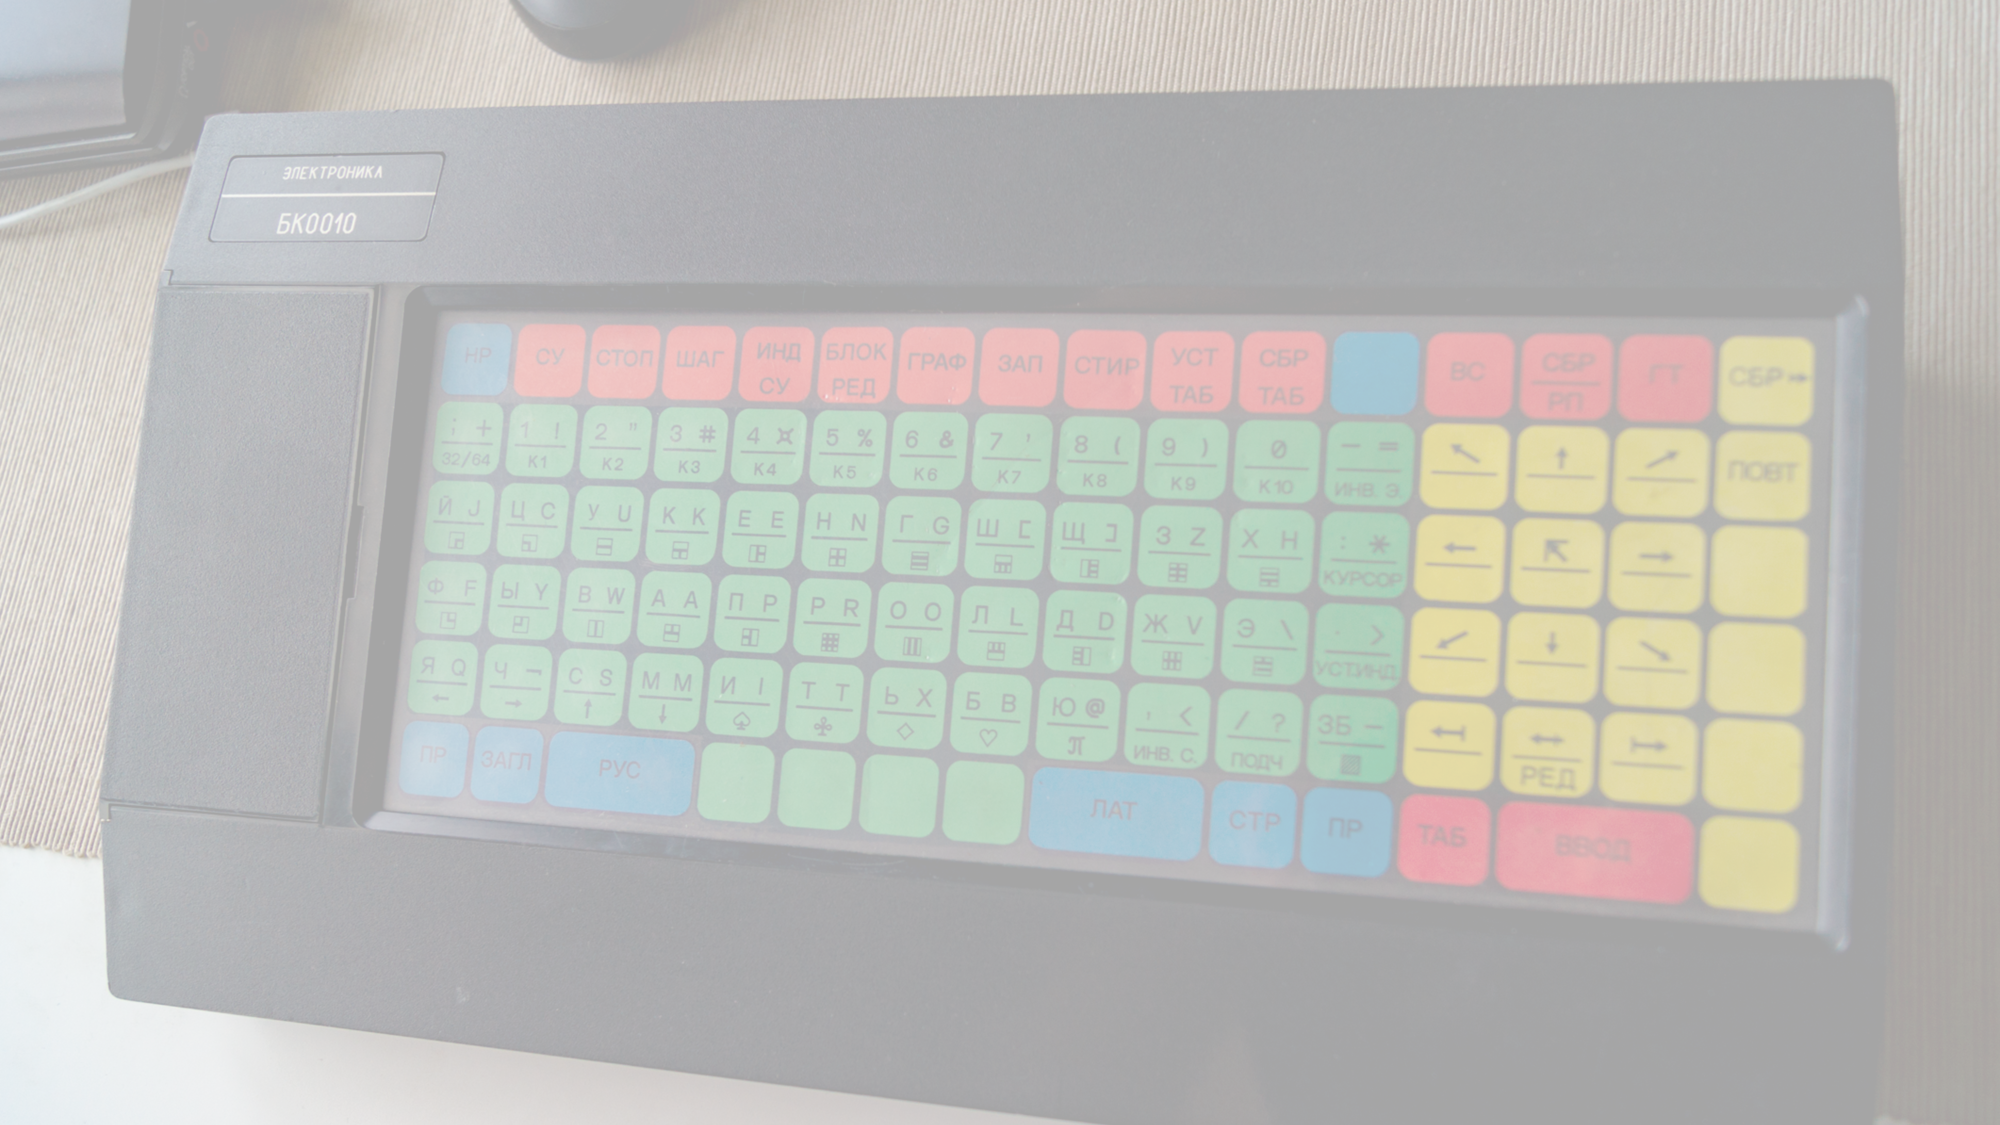 ЭЛЕКТРОНИКА
БК0010
НР СУ СТОП ШАГ ИНД СУ БЛОК РЕД ГРАФ ЗАП СТИР УСТ ТАБ СБР ТАБ ВС СБР РП ГТ СБР ↦
; + 1 ! 2 " 3 # 4 ¤ 5 % 6 & 7 ' 8 ( 9 ) 0 - =
32/64 К1 К2 К3 К4 К5 К6 К7 К8 К9 К10 ИНВ. Э.
↖ ↑ ↗ ПОВТ
Й J Ц C У U К K Е E Н N Г G Ш [ Щ ] З Z Х H : *
КУРСОР
← ↖ →
Ф F Ы Y В W А A П P Р R О O Л L Д D Ж V Э \ . >
УСТ.ИНД.
↙ ↓ ↘
Я Q Ч ¬ С S М M И I Т T Ь X Б B Ю @ , < / ? ЗБ —
← → ↑ ↓ ♤ ♧ ◇ ♡ π ИНВ. С. ПОДЧ
РЕД
ПР ЗАГЛ РУС ЛАТ СТР ПР ТАБ ВВОД